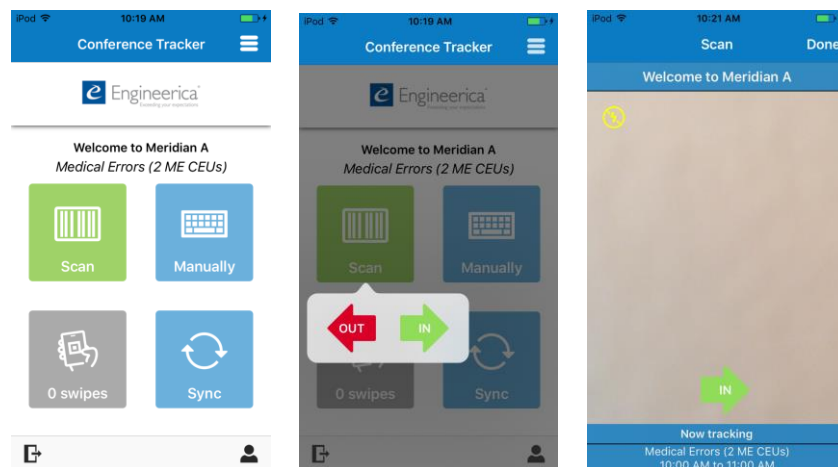 iPod 10:19 AM
Conference Tracker
e Engineerica
Exceeding your expectations
Welcome to Meridian A
Medical Errors (2 ME CEUs)
Scan
Manually
0 swipes
Sync
iPod 10:19 AM
Conference Tracker
e Engineerica
Welcome to Meridian A
Medical Errors (2 ME CEUs)
Scan
Manually
OUT
IN
0 swipes
Sync
iPod 10:21 AM
Scan
Done
Welcome to Meridian A
IN
Now tracking
Medical Errors (2 ME CEUs)
10:00 AM to 11:00 AM